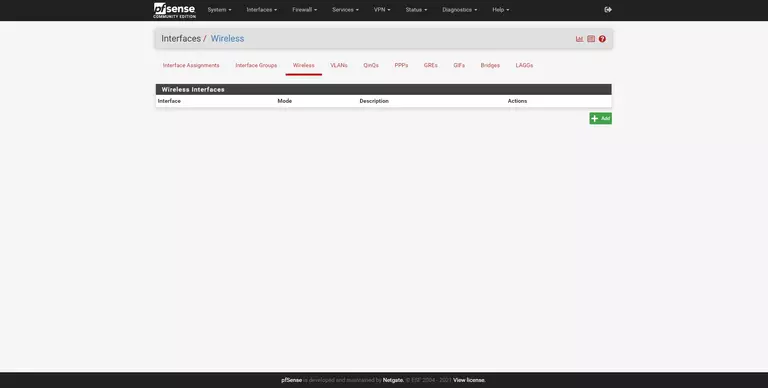 pfsense
COMMUNITY EDITION
System Interfaces Firewall Services VPN Status Diagnostics Help
Interfaces / Wireless
Interface Assignments Interface Groups Wireless VLANs QinQs PPPs GREs GIFs Bridges LAGGs
Wireless Interfaces
Interface Mode Description Actions
Add
pfSense is developed and maintained by Netgate. © ESF 2004 - 2021 View license.